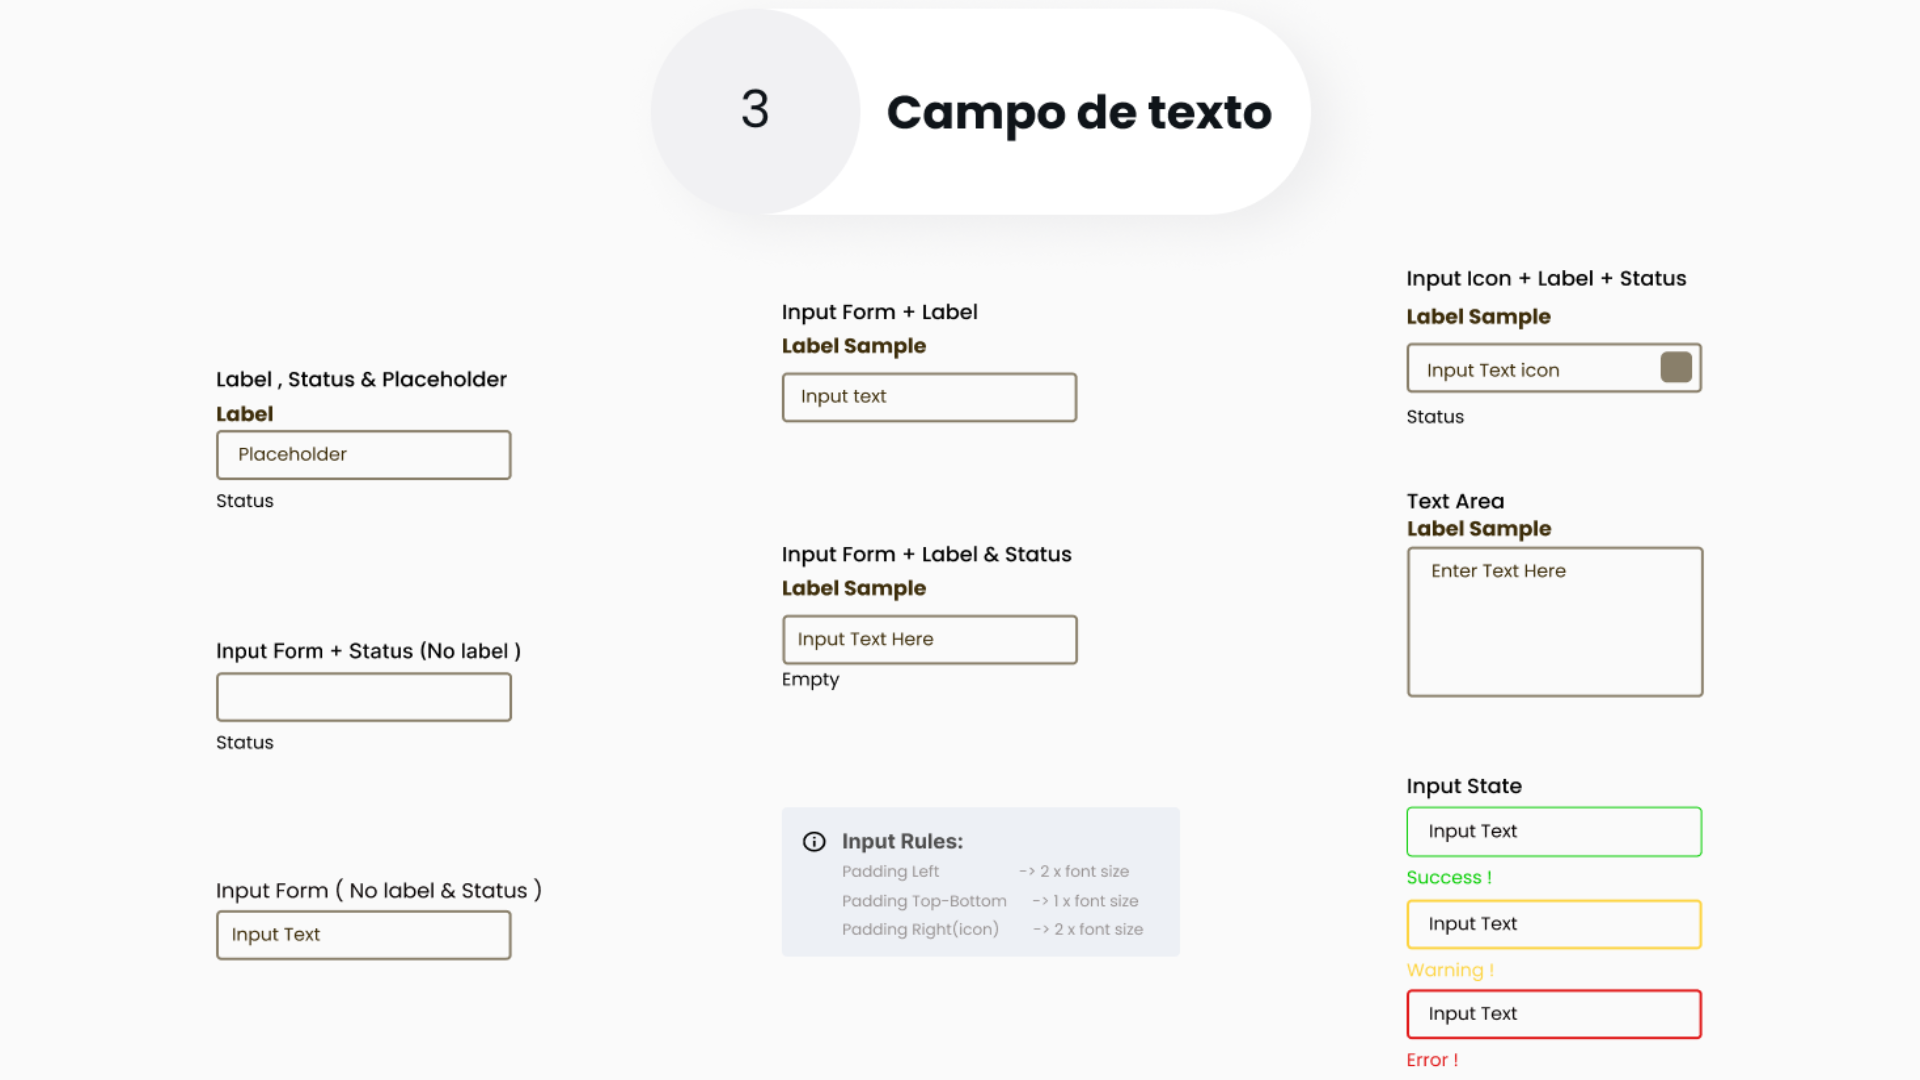 3
Campo de texto
Label , Status & Placeholder
Label
Placeholder
Status
Input Form + Status (No label )
Status
Input Form ( No label & Status )
Input Text
Input Form + Label
Label Sample
Input text
Input Form + Label & Status
Label Sample
Input Text Here
Empty
Input Rules:
Padding Left -> 2 x font size
Padding Top-Bottom -> 1 x font size
Padding Right(icon) -> 2 x font size
Input Icon + Label + Status
Label Sample
Input Text icon
Status
Text Area
Label Sample
Enter Text Here
Input State
Input Text
Success !
Input Text
Warning !
Input Text
Error !